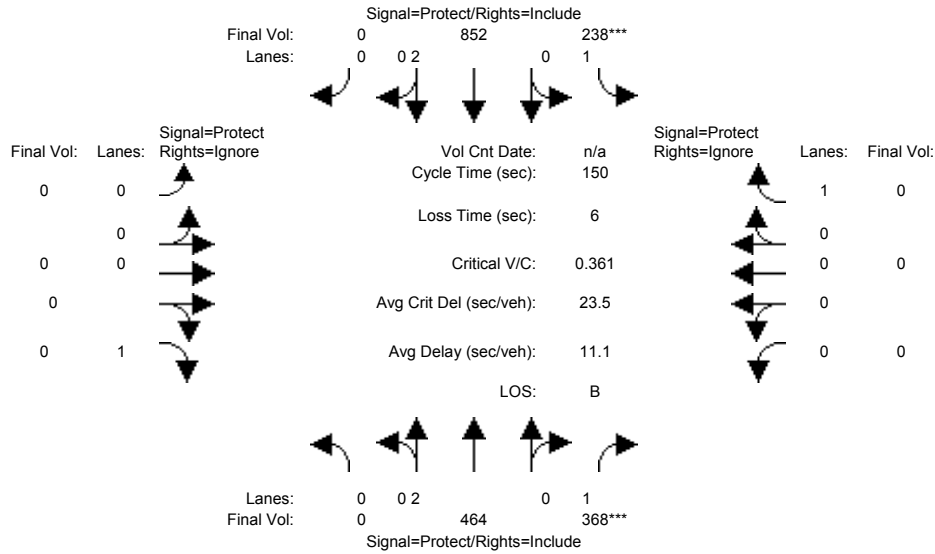 Signal=Protect/Rights=Include
Final Vol: 0 852 238***
Lanes: 0 0 2 0 1
Signal=Protect
Final Vol: Lanes: Rights=Ignore
Vol Cnt Date: n/a
Signal=Protect
Rights=Ignore Lanes: Final Vol:
Cycle Time (sec): 150
0 0
1 0
Loss Time (sec): 6
0
0
0 0
Critical V/C: 0.361
0 0
0
Avg Crit Del (sec/veh): 23.5
0
0 1
Avg Delay (sec/veh): 11.1
0 0
LOS: B
Lanes: 0 0 2 0 1
Final Vol: 0 464 368***
Signal=Protect/Rights=Include